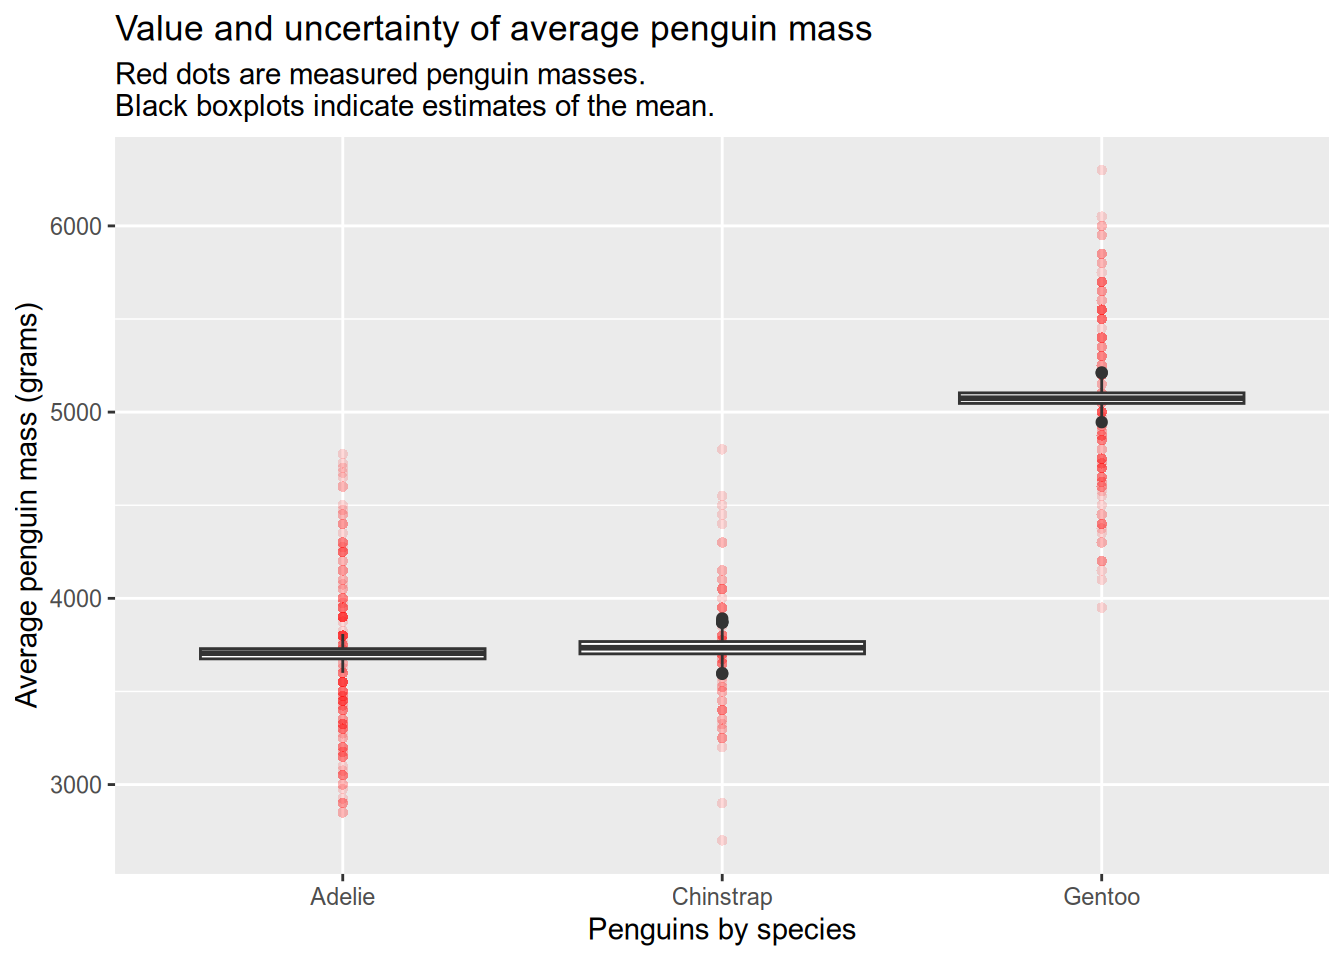 Value and uncertainty of average penguin mass
Red dots are measured penguin masses.
Black boxplots indicate estimates of the mean.
Average penguin mass (grams)
6000
5000
4000
3000
Adelie
Chinstrap
Gentoo
Penguins by species